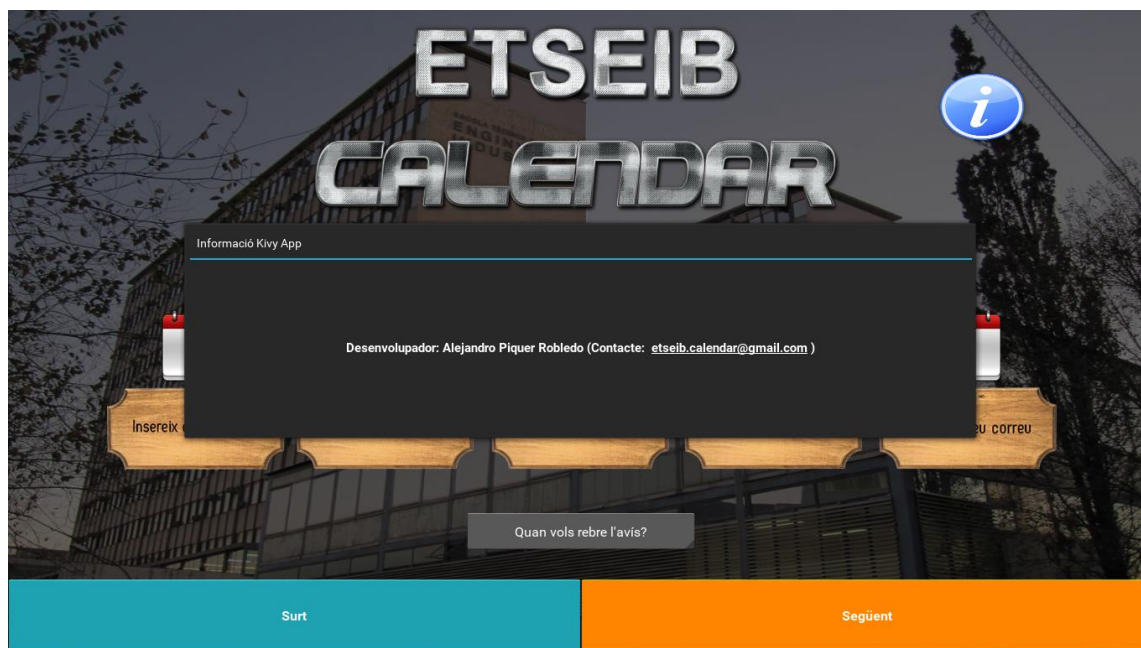 ETSEIB
CALENDAR
i
ENGIN
Informació Kivy App
Desenvolupador: Alejandro Piquer Robledo (Contacte: etseib.calendar@gmail.com )
Insereix
eu correu
Quan vols rebre l'avís?
Surt
Següent